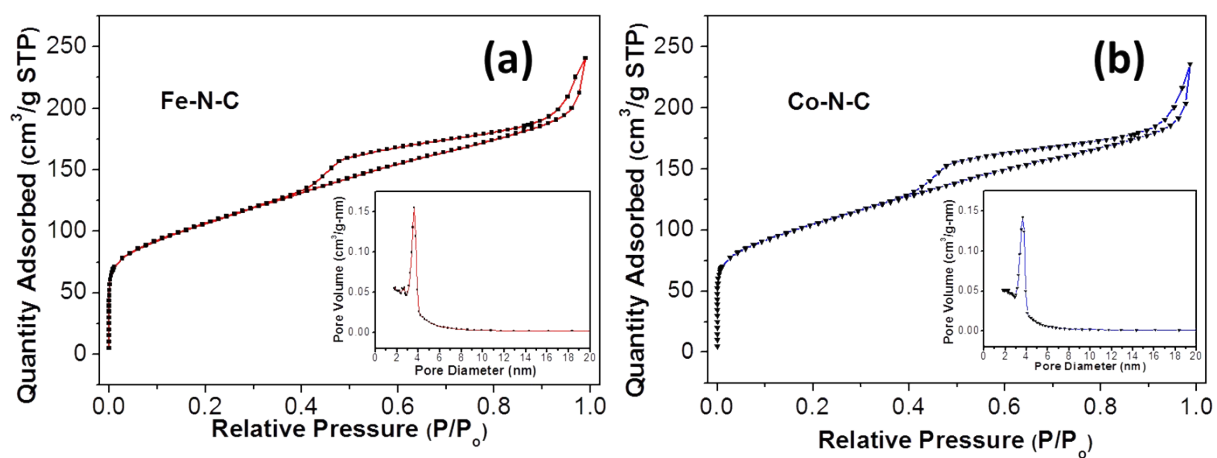 (a)
Fe-N-C
Quantity Adsorbed (cm³/g STP)
250
200
150
100
50
0
0.0 0.2 0.4 0.6 0.8 1.0
Relative Pressure (P/Pₒ)
Pore Volume (cm³/g-nm)
0.15
0.10
0.05
0.00
0 2 4 6 8 10 12 14 16 18 20
Pore Diameter (nm)
(b)
Co-N-C
Quantity Adsorbed (cm³/g STP)
250
200
150
100
50
0
0.0 0.2 0.4 0.6 0.8 1.0
Relative Pressure (P/Pₒ)
Pore Volume (cm³/g-nm)
0.15
0.10
0.05
0.00
0 2 4 6 8 10 12 14 16 18 20
Pore Diameter (nm)